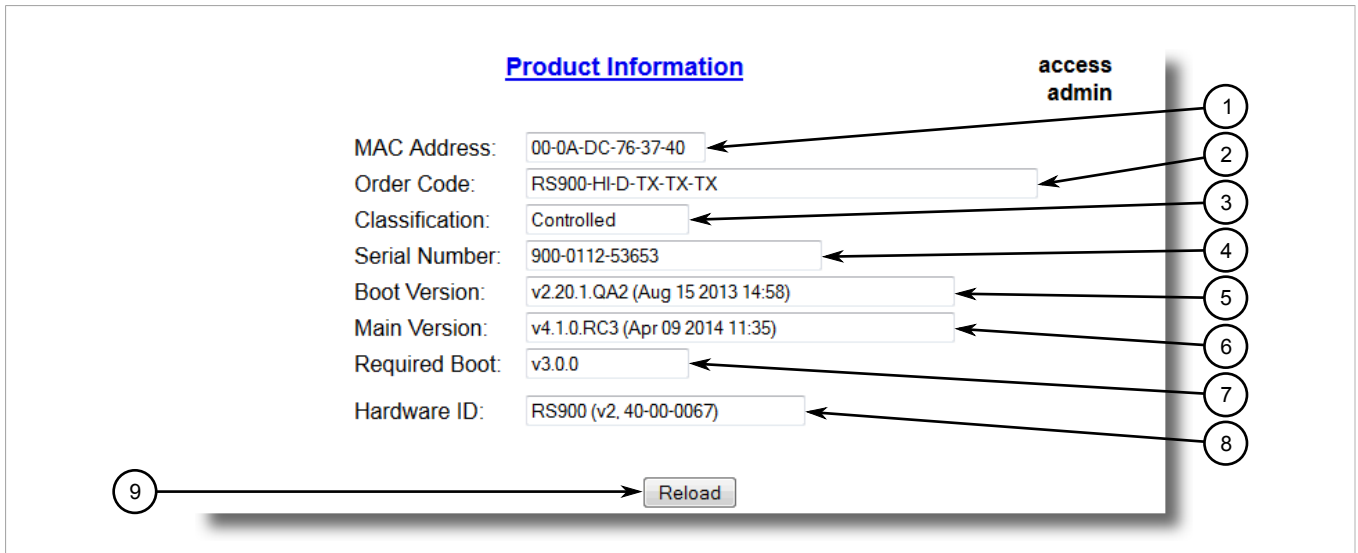 Product Information
access
admin
MAC Address: 00-0A-DC-76-37-40
Order Code: RS900-HI-D-TX-TX-TX
Classification: Controlled
Serial Number: 900-0112-53653
Boot Version: v2.20.1.QA2 (Aug 15 2013 14:58)
Main Version: v4.1.0.RC3 (Apr 09 2014 11:35)
Required Boot: v3.0.0
Hardware ID: RS900 (v2, 40-00-0067)
Reload
1
2
3
4
5
6
7
8
9